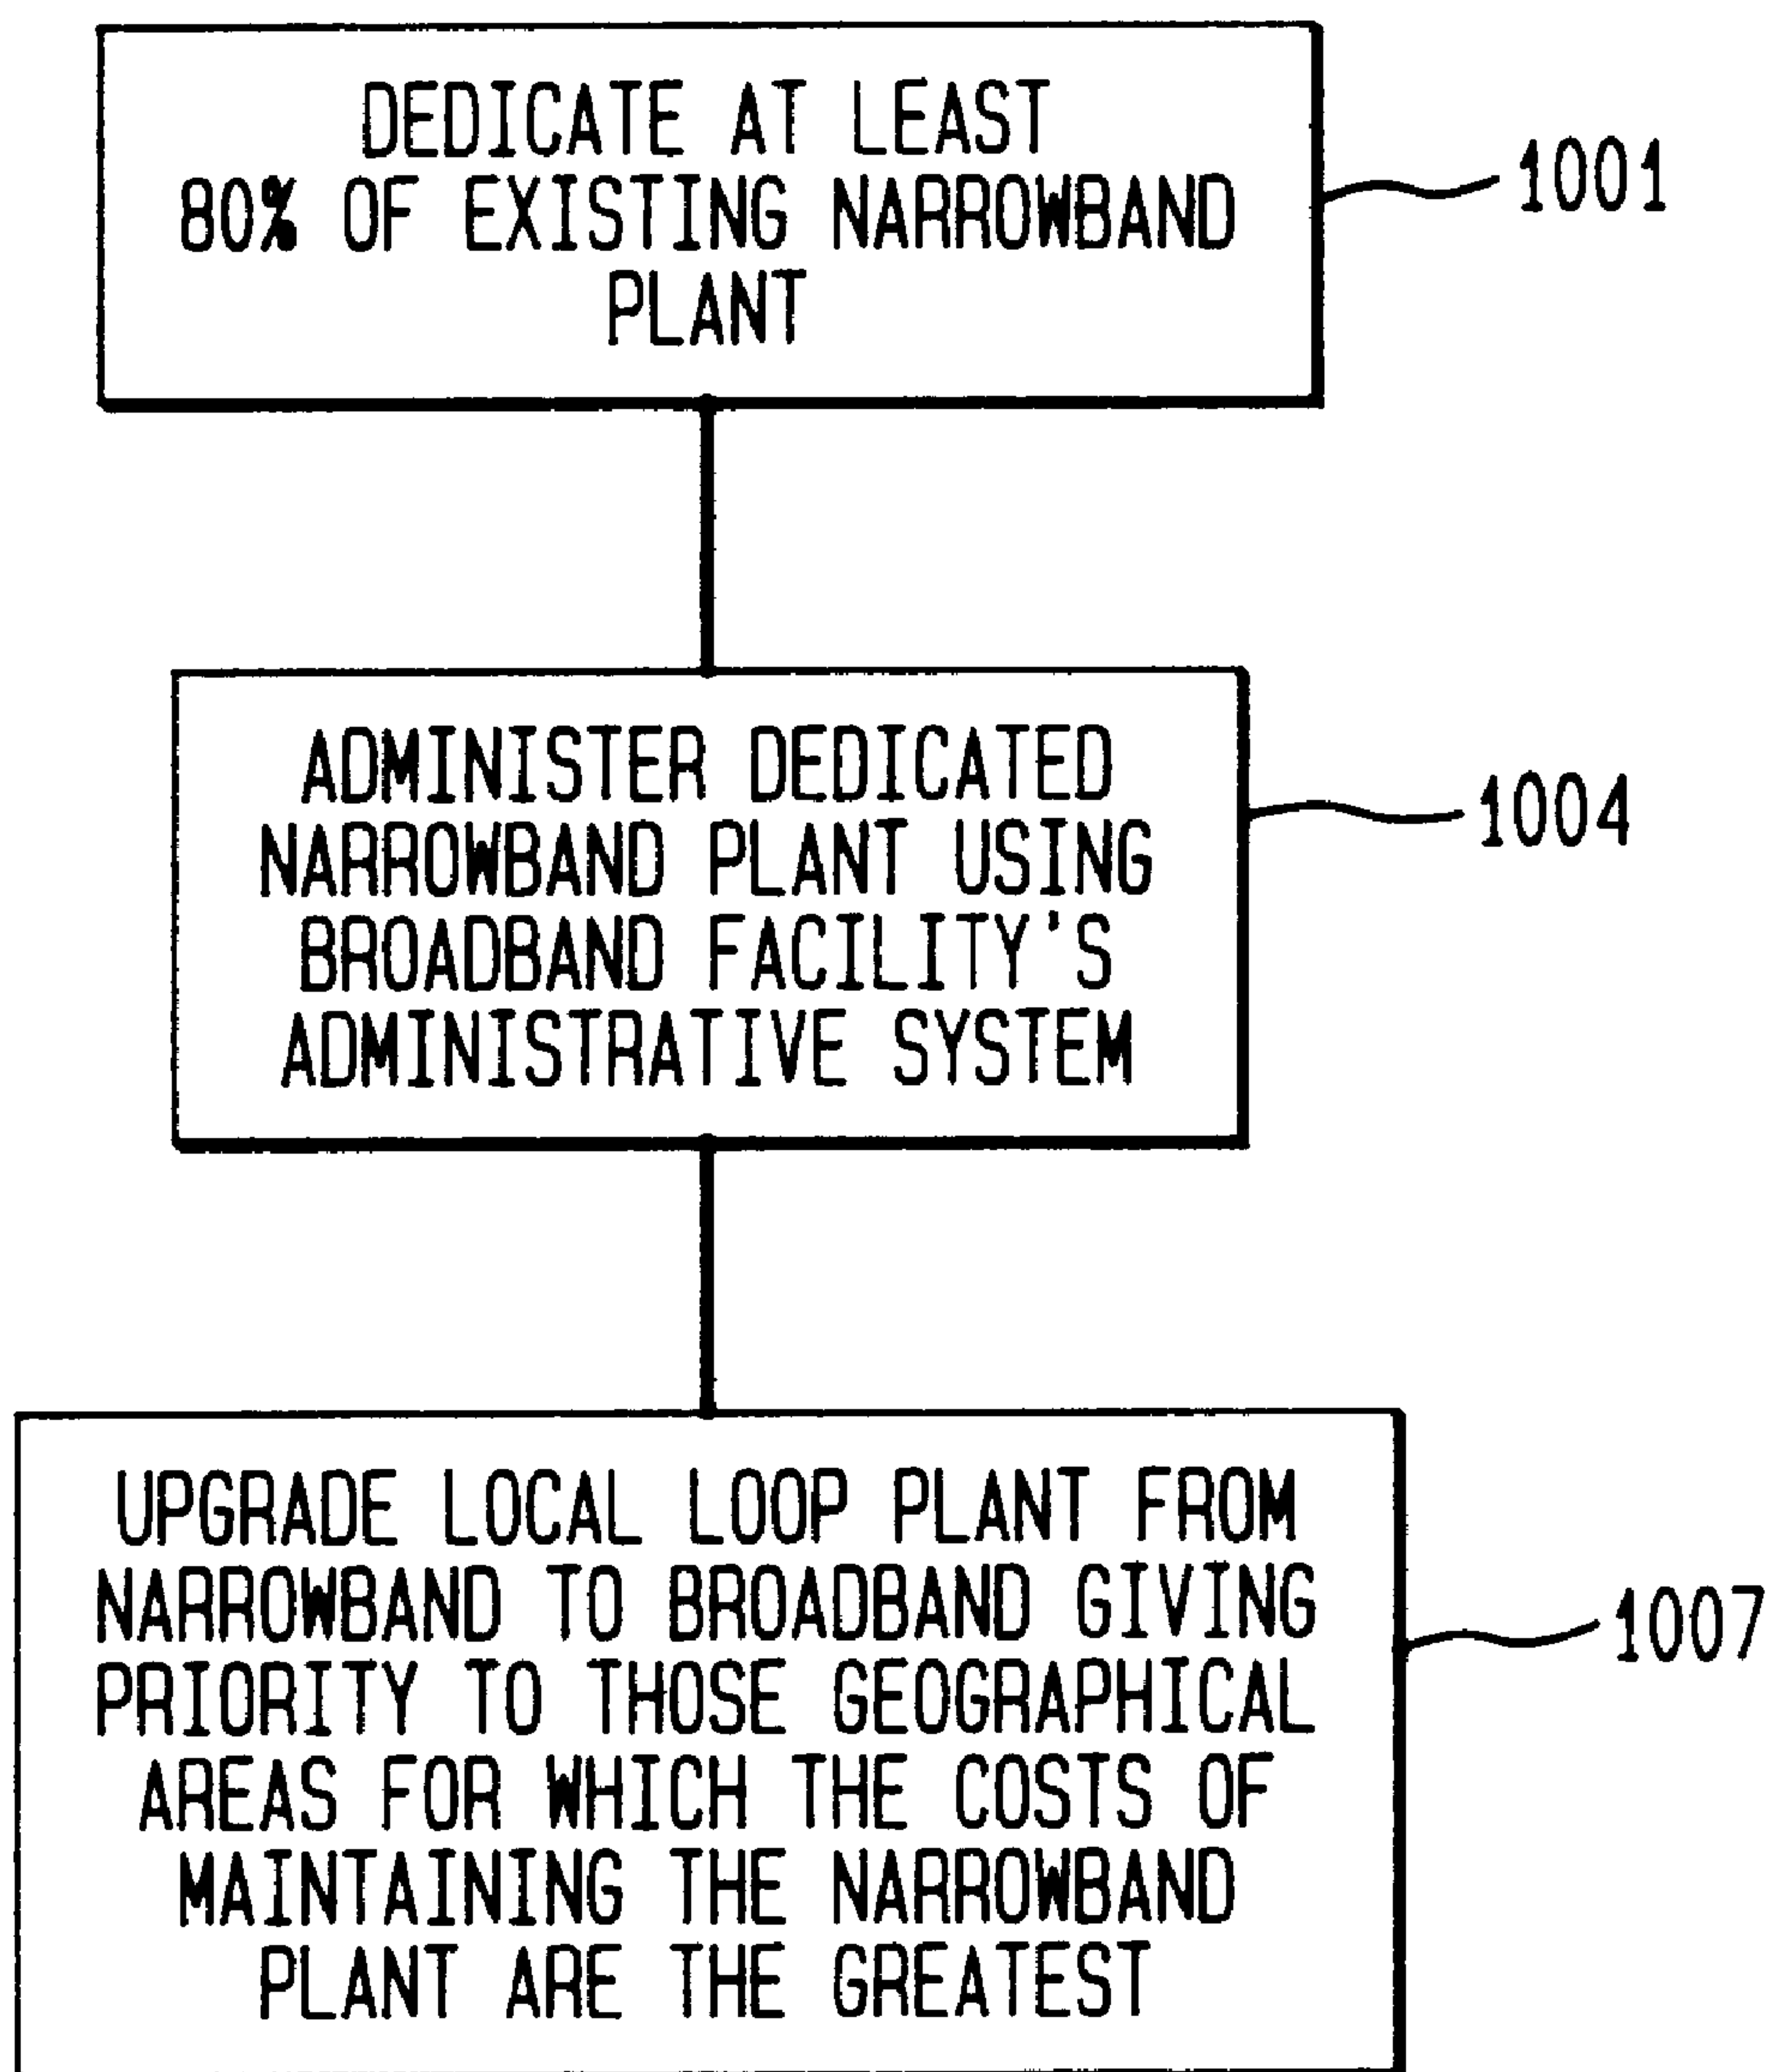 DEDICATE AT LEAST
80% OF EXISTING NARROWBAND
PLANT
1001
ADMINISTER DEDICATED
NARROWBAND PLANT USING
BROADBAND FACILITY'S
ADMINISTRATIVE SYSTEM
1004
UPGRADE LOCAL LOOP PLANT FROM
NARROWBAND TO BROADBAND GIVING
PRIORITY TO THOSE GEOGRAPHICAL
AREAS FOR WHICH THE COSTS OF
MAINTAINING THE NARROWBAND
PLANT ARE THE GREATEST
1007